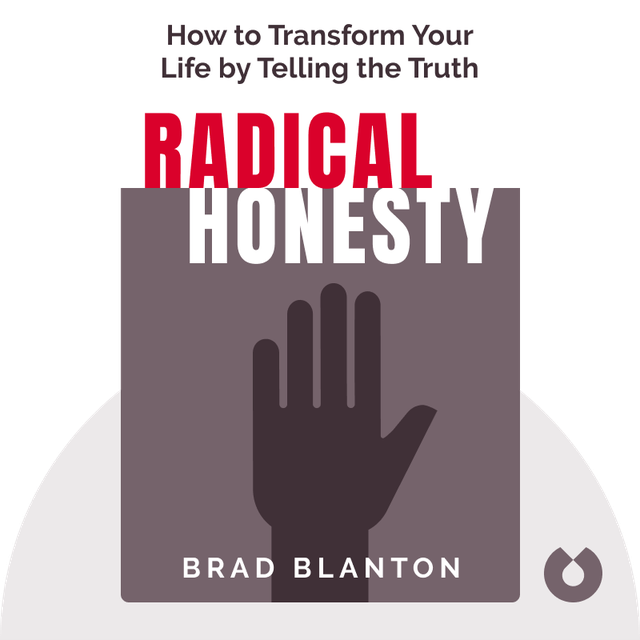 How to Transform Your
Life by Telling the Truth
RADICAL
HONESTY
BRAD BLANTON